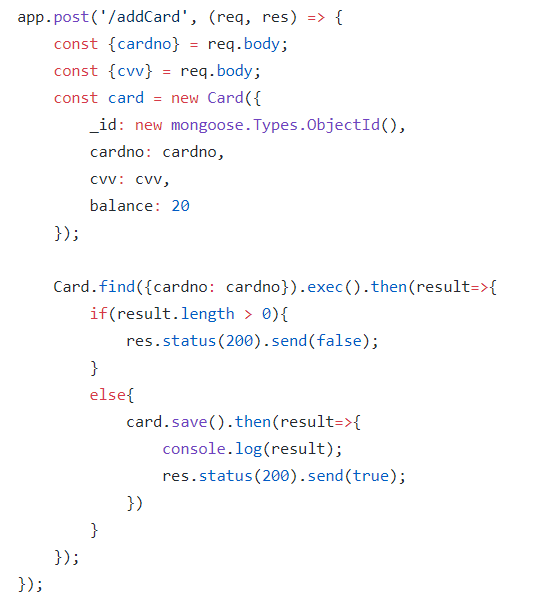 app.post('/addCard', (req, res) => {
    const {cardno} = req.body;
    const {cvv} = req.body;
    const card = new Card({
        _id: new mongoose.Types.ObjectId(),
        cardno: cardno,
        cvv: cvv,
        balance: 20
    });

    Card.find({cardno: cardno}).exec().then(result=>{
        if(result.length > 0){
            res.status(200).send(false);
        }
        else{
            card.save().then(result=>{
                console.log(result);
                res.status(200).send(true);
            })
        }
    });
});